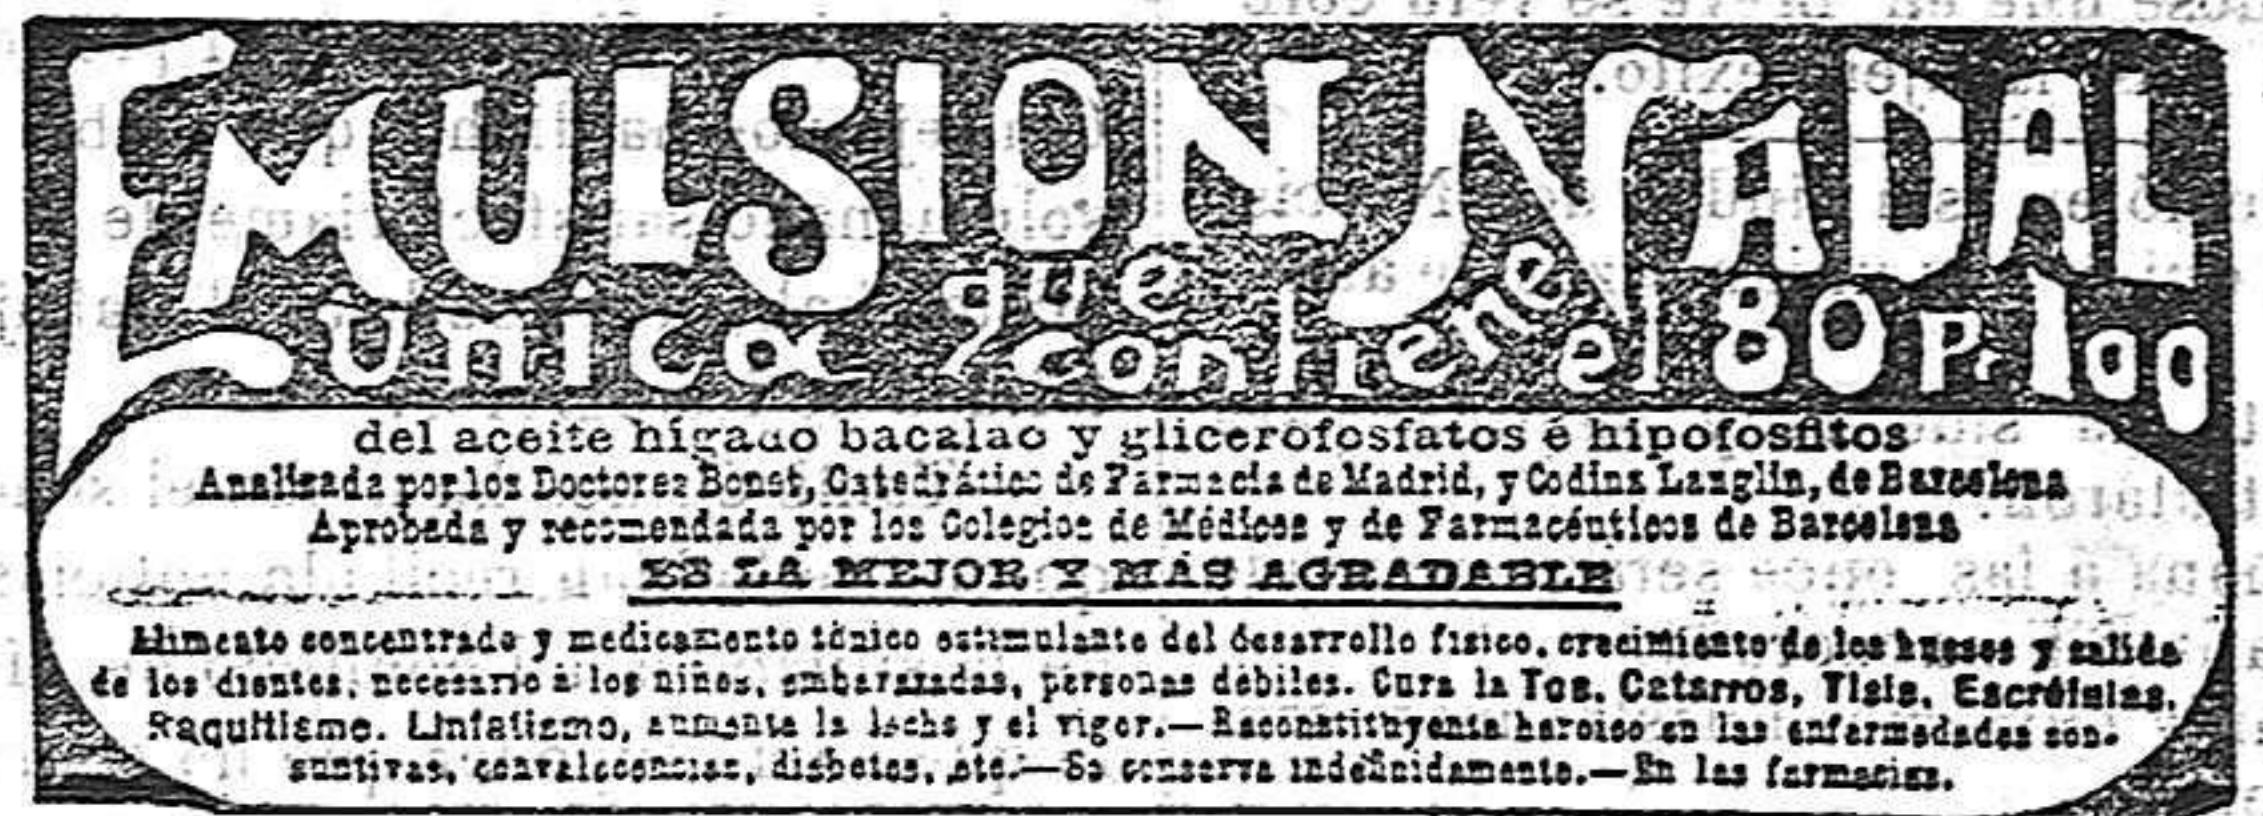 EMULSION NADAL
unica que contiene el 80 Pr 100
del aceite hígado bacalao y glicerofosfatos é hipofosfitos
Analizada por los Doctores Bonet, Catedrático de Farmacia de Madrid, y Codina Langlin, de Barcelona
Aprobada y recomendada por los Colegios de Médicos y de Farmacéuticos de Barcelona
ES LA MEJOR Y MÁS AGRADABLE
Alimento concentrado y medicamento tónico estimulante del desarrollo fisico, crecimiento de los huesos y salida
de los dientes, necesario á los niños, embarazadas, personas débiles. Cura la Tos, Catarros, Tisis, Escrófulas,
Raquitismo, Linfatismo, aumenta la leche y el vigor.—Reconstituyente heroico en las enfermedades con-
suntivas, convalecencias, diabetes, etc.—Se conserva indefinidamente.—En las farmacias.